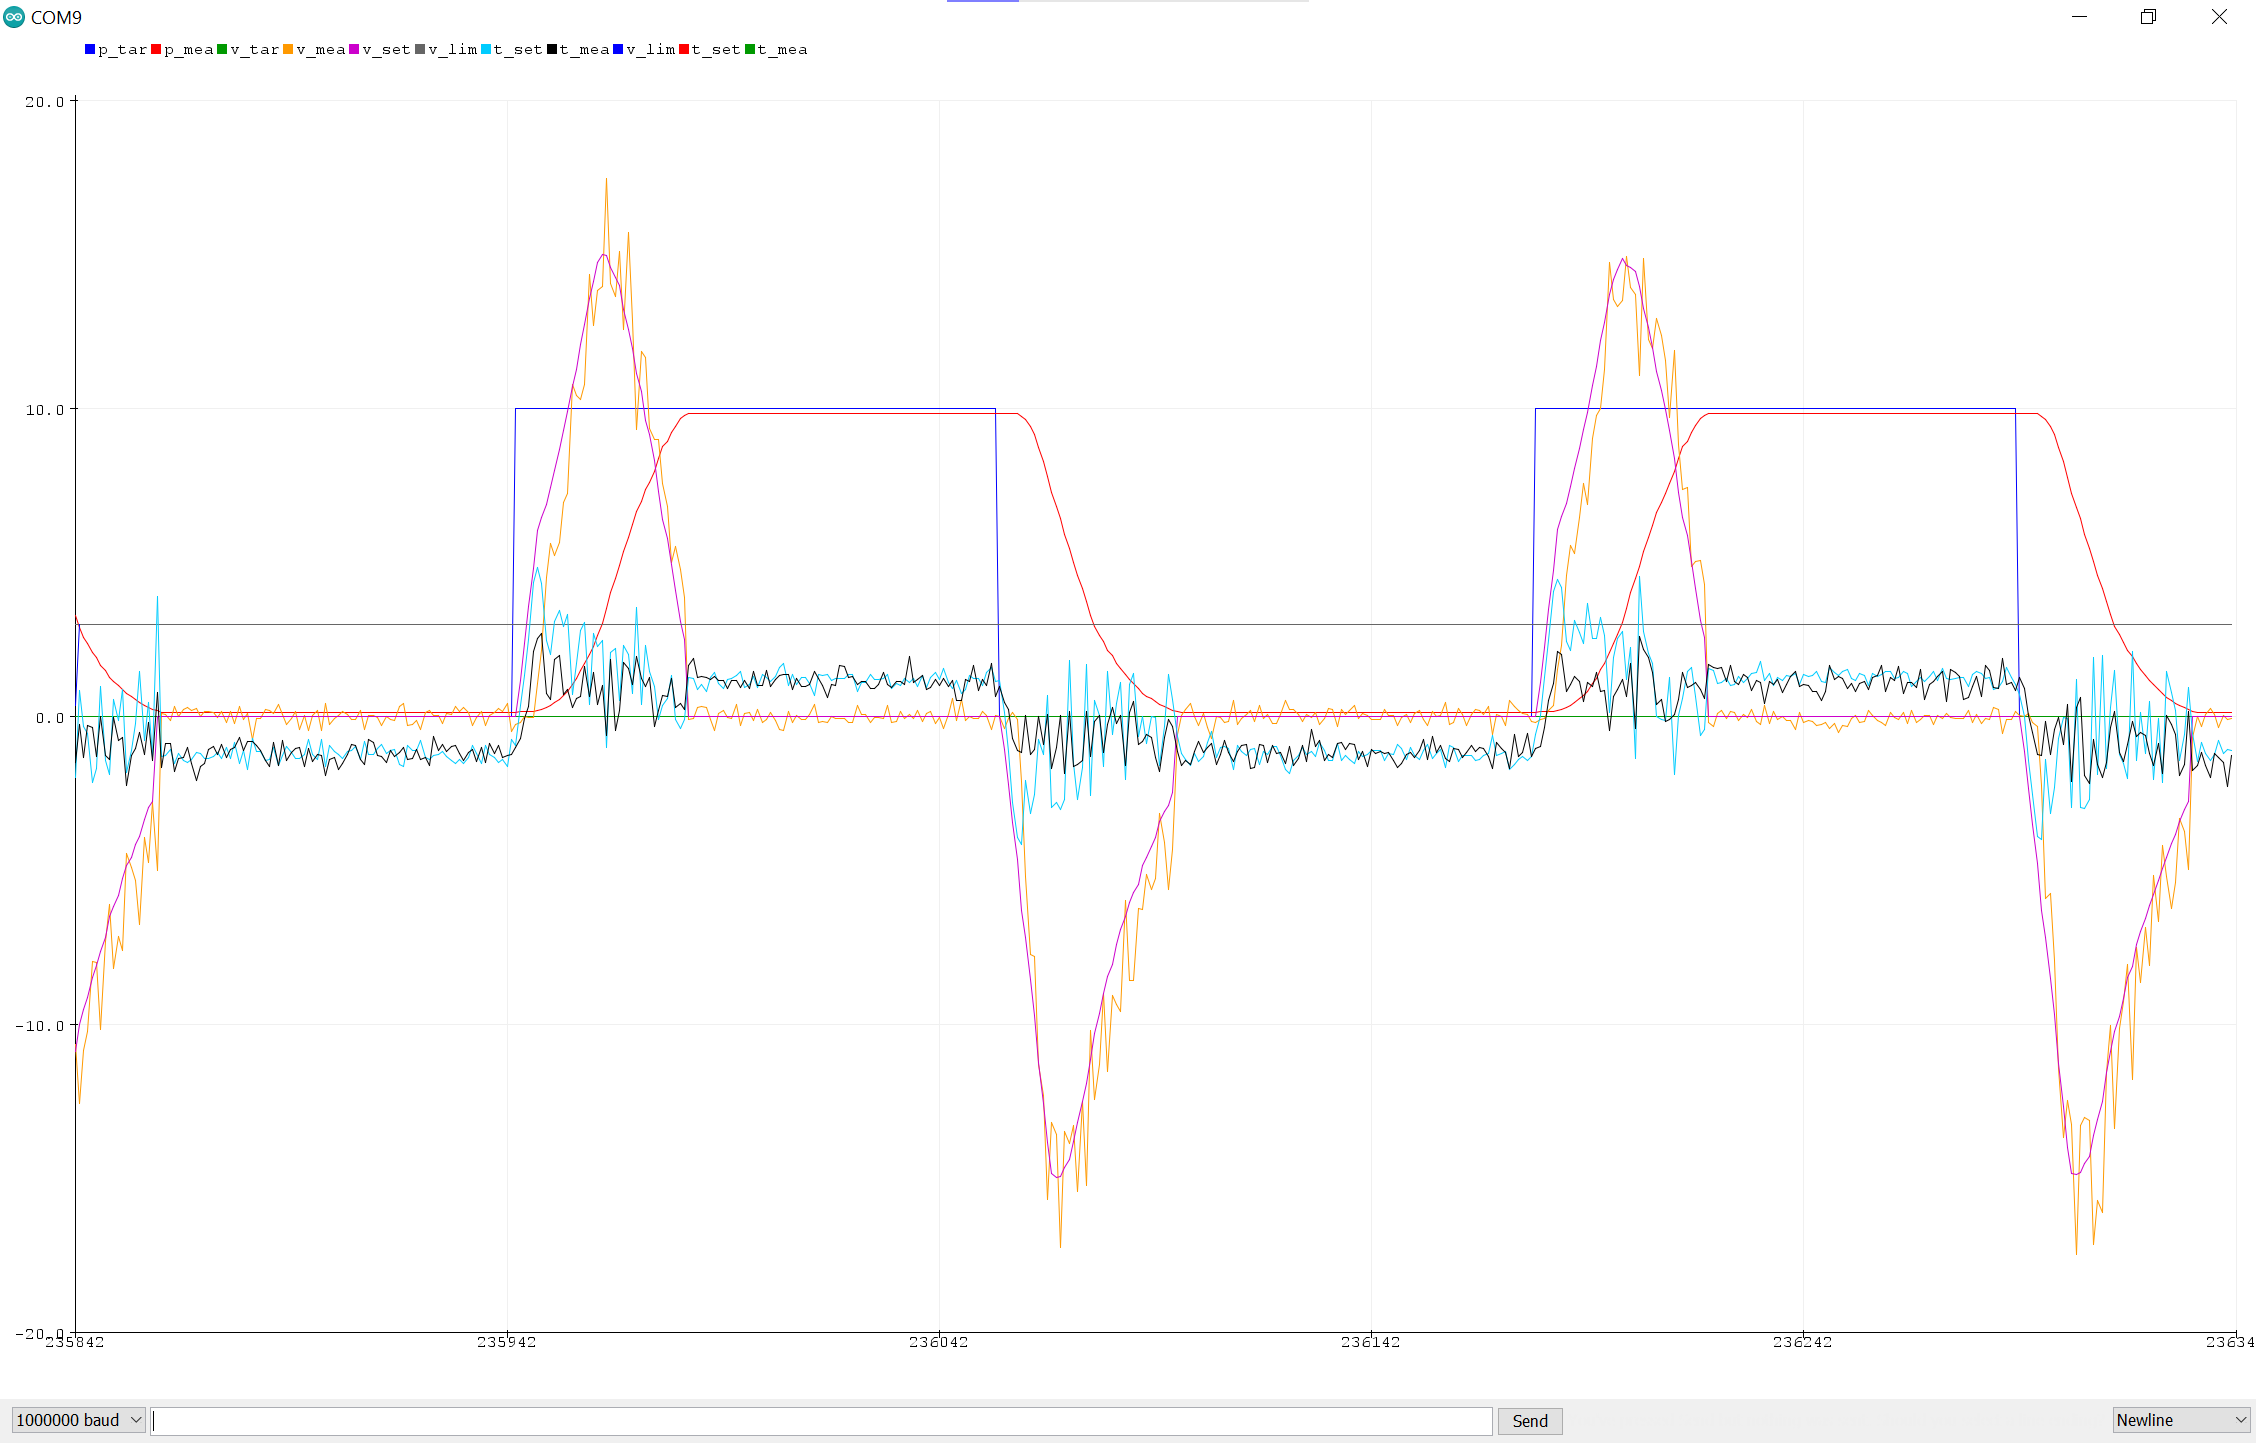 COM9
p_tar p_mea v_tar v_mea v_set v_lim t_set t_mea v_lim t_set t_mea
20.0
10.0
0.0
-10.0
-20.0
235842 235942 236042 236142 236242 23634
1000000 baud Send Newline